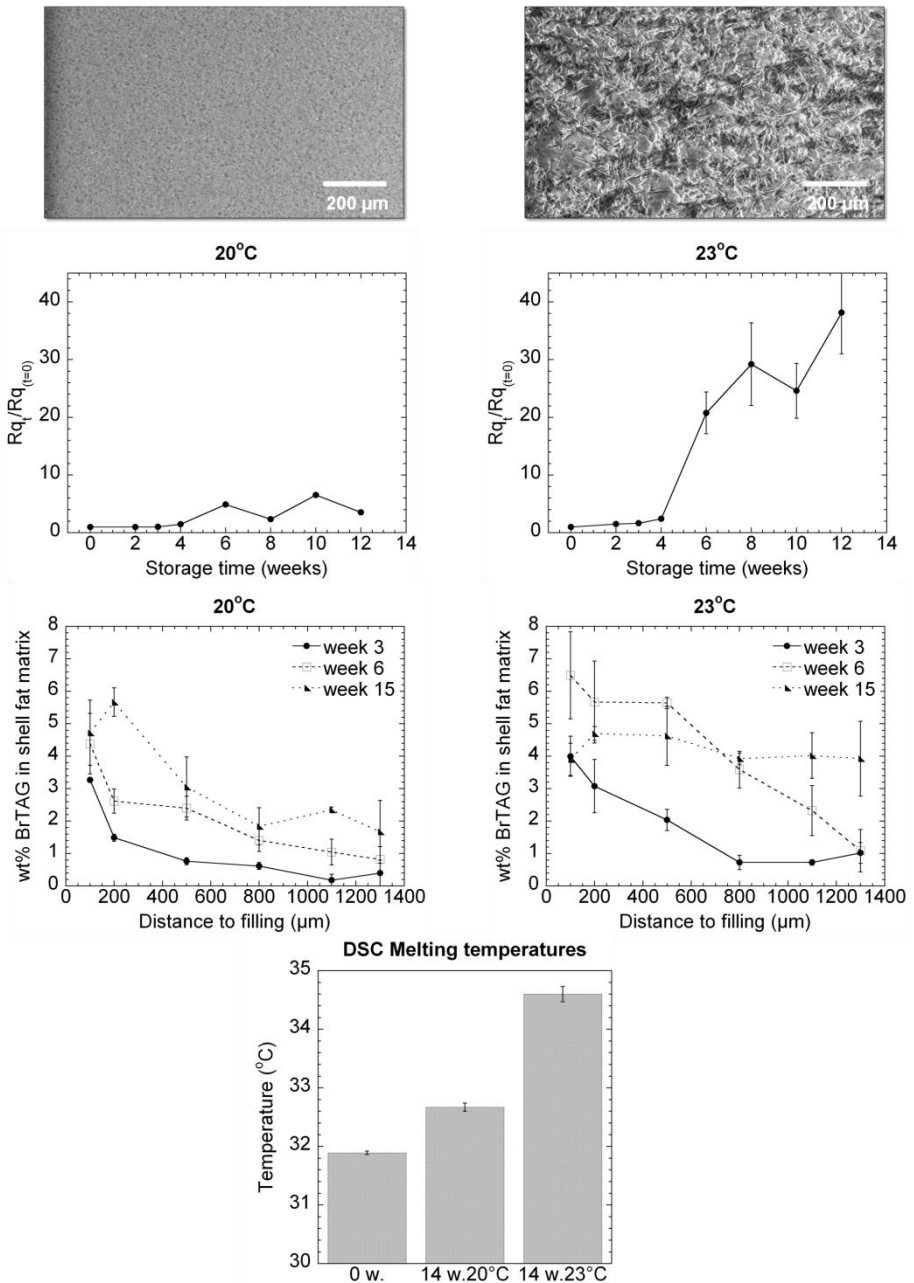 200 µm
200 µm
20°C
23°C
Rq_t/Rq_(t=0)
40
30
20
10
0
0 2 4 6 8 10 12 14
Storage time (weeks)
Rq_t/Rq_(t=0)
40
30
20
10
0
0 2 4 6 8 10 12 14
Storage time (weeks)
20°C
23°C
wt% BrTAG in shell fat matrix
8
7
6
5
4
3
2
1
0
week 3
week 6
week 15
0 200 400 600 800 1000 1200 1400
Distance to filling (µm)
wt% BrTAG in shell fat matrix
8
7
6
5
4
3
2
1
0
week 3
week 6
week 15
0 200 400 600 800 1000 1200 1400
Distance to filling (µm)
DSC Melting temperatures
Temperature (°C)
35
34
33
32
31
30
0 w. 14 w.20°C 14 w.23°C